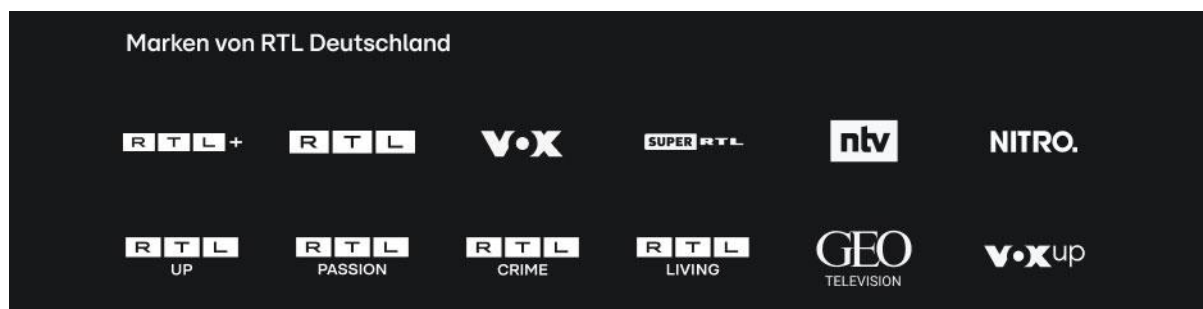 Marken von RTL Deutschland
RTL+
RTL
VOX
SUPER RTL
ntv
NITRO.
RTL
UP
RTL
PASSION
RTL
CRIME
RTL
LIVING
GEO
TELEVISION
VOXup